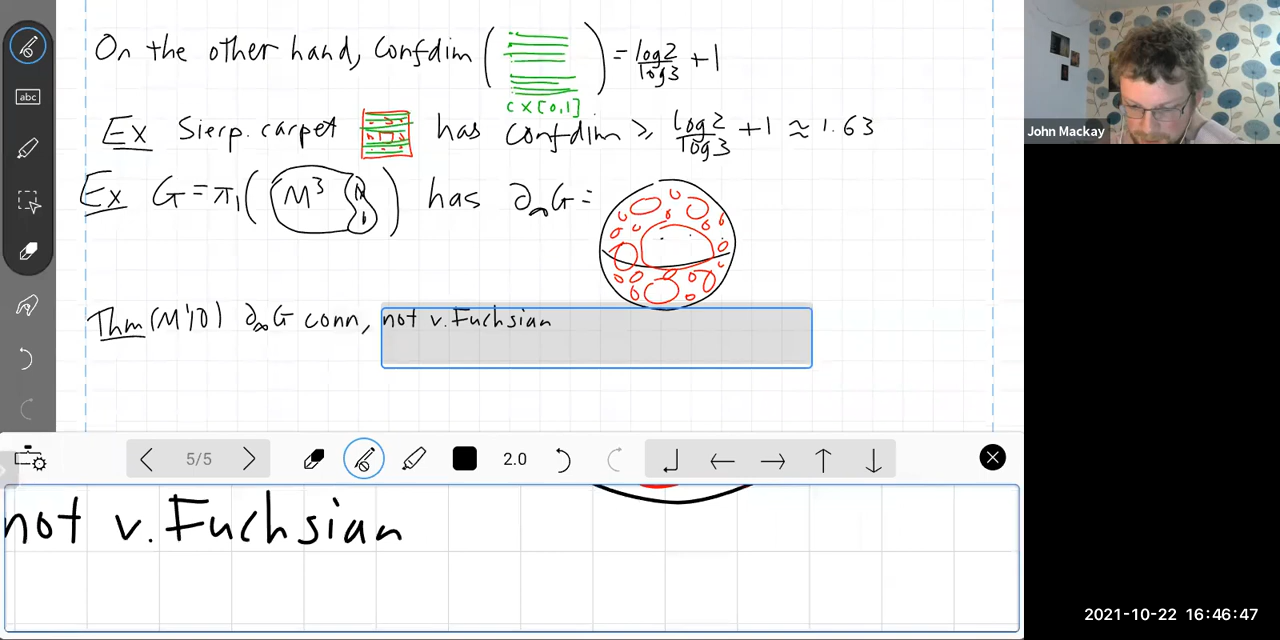 On the other hand, Confdim ( ) = log2/log3 + 1
C x [0,1]
Ex Sierp. carpet has confdim ≥ log2/log3 + 1 ≈ 1.63
Ex G = π₁( M³ ) has ∂∞G =
Thm (M'10) ∂∞G conn, not v. Fuchsian
abc
5/5
2.0
not v. Fuchsian
John Mackay
2021-10-22 16:46:47